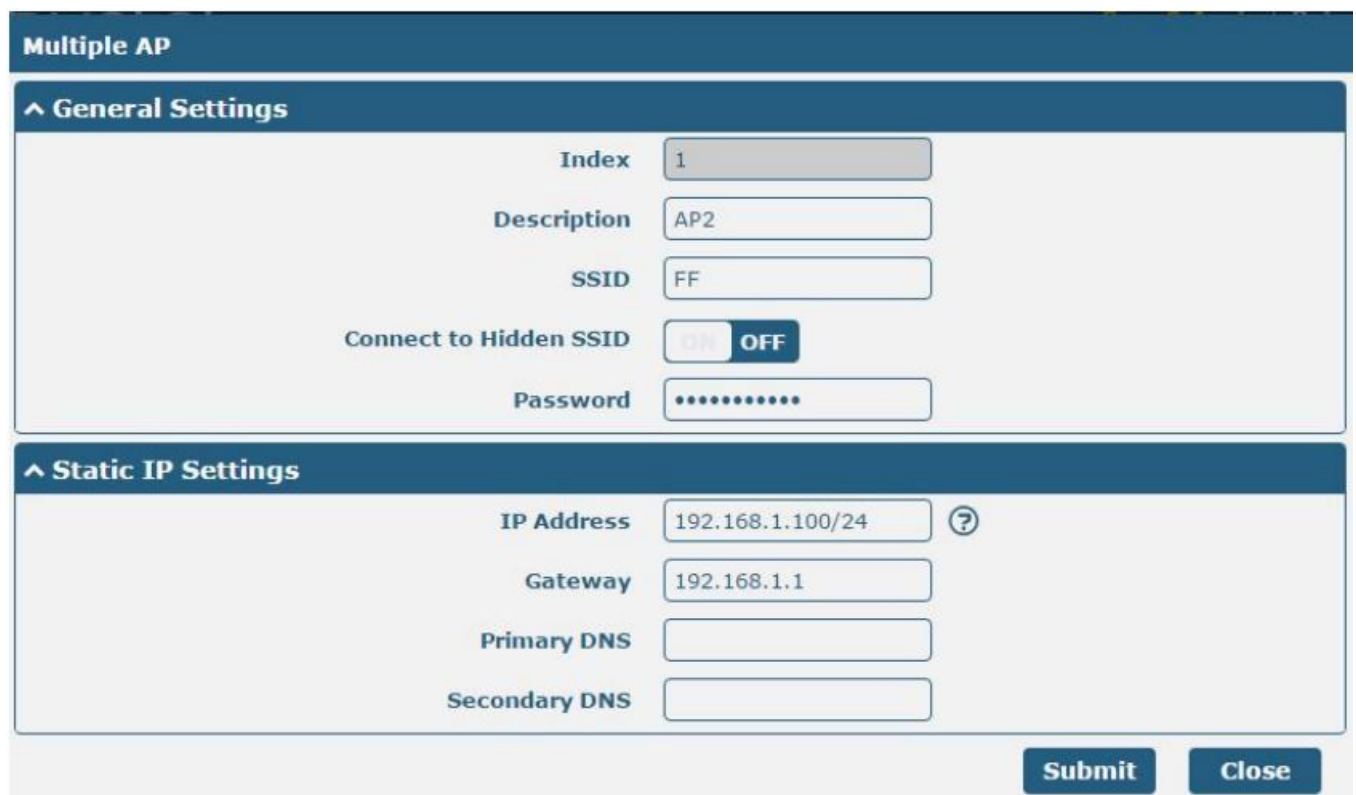 Multiple AP
General Settings
Index 1
Description AP2
SSID FF
Connect to Hidden SSID ON OFF
Password •••••••••••
Static IP Settings
IP Address 192.168.1.100/24 ?
Gateway 192.168.1.1
Primary DNS
Secondary DNS
Submit Close